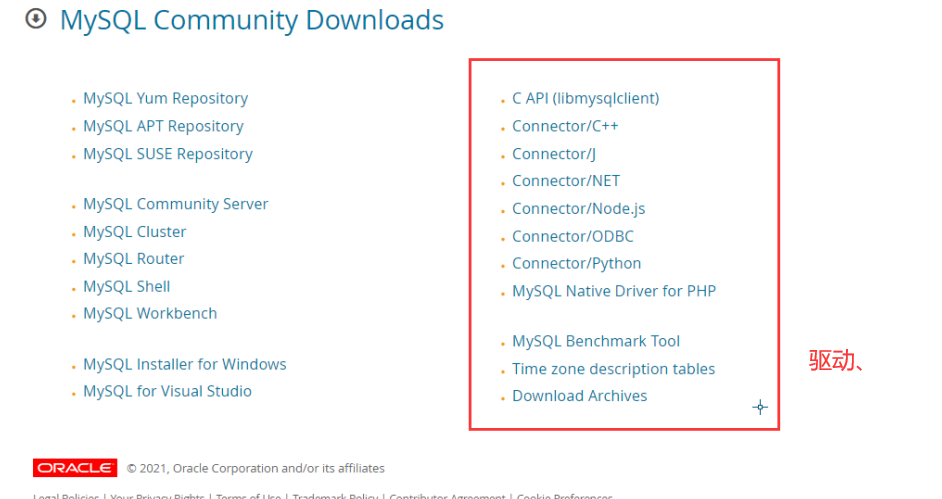 MySQL Community Downloads
MySQL Yum Repository
MySQL APT Repository
MySQL SUSE Repository
MySQL Community Server
MySQL Cluster
MySQL Router
MySQL Shell
MySQL Workbench
MySQL Installer for Windows
MySQL for Visual Studio
C API (libmysqlclient)
Connector/C++
Connector/J
Connector/NET
Connector/Node.js
Connector/ODBC
Connector/Python
MySQL Native Driver for PHP
MySQL Benchmark Tool
Time zone description tables
Download Archives
驱动、
ORACLE © 2021, Oracle Corporation and/or its affiliates
Legal Policies | Your Privacy Rights | Terms of Use | Trademark Policy | Contributor Agreement | Cookie Preferences